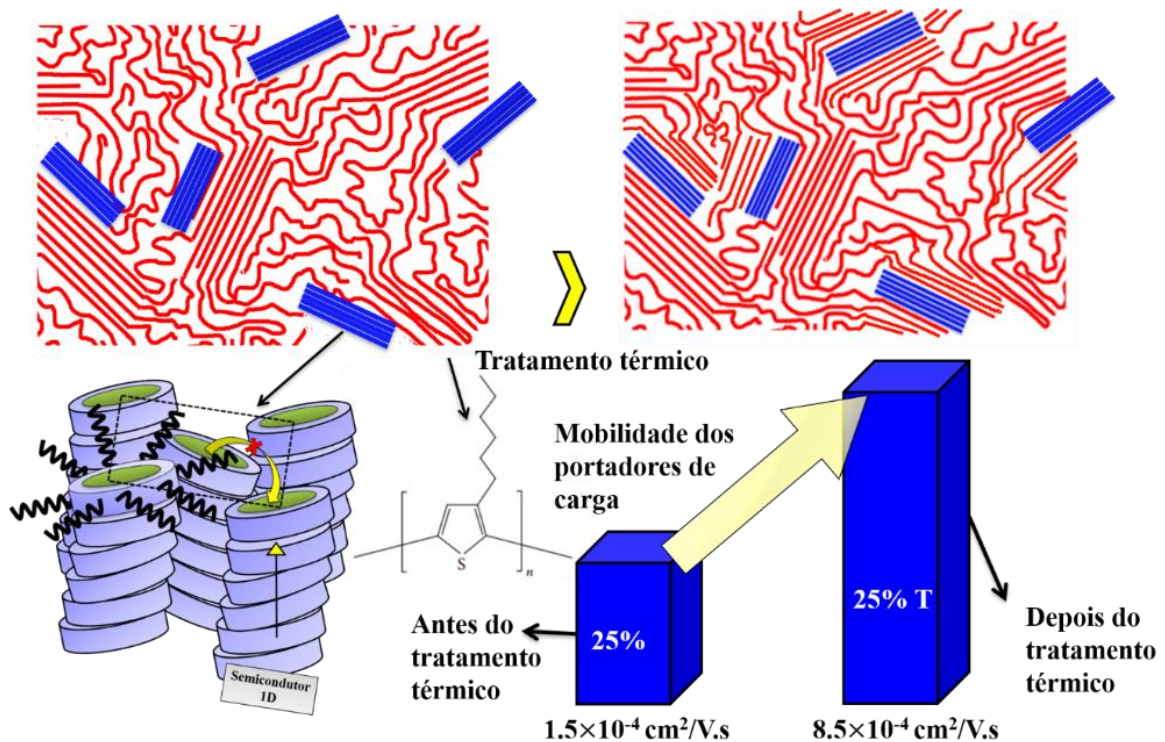 Tratamento térmico
Mobilidade dos
portadores de
carga
S
n
Semicondutor
1D
Antes do
tratamento
térmico
25%
25% T
Depois do
tratamento
térmico
1.5×10⁻⁴ cm²/V.s
8.5×10⁻⁴ cm²/V.s